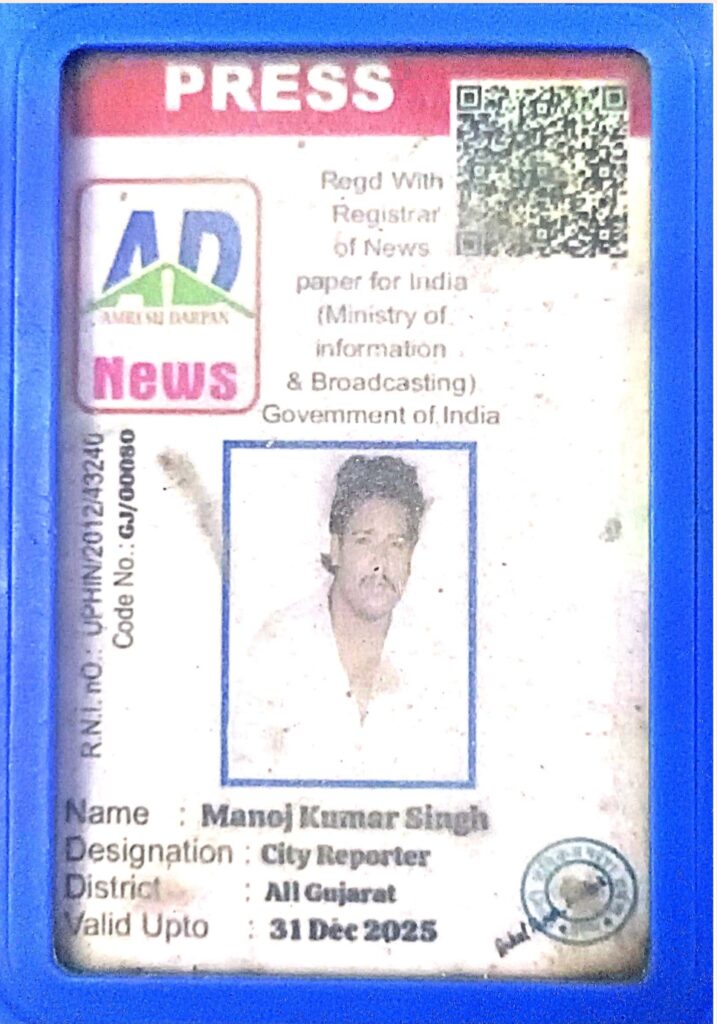 PRESS
Regd With
Registrar
of News
paper for India
(Ministry of
information
& Broadcasting)
Government of India
AD
AMRESH DARPAN
News
R.N.I. nO.: UPHIN/2012/43240
Code No.: GJ/00080
Name : Manoj Kumar Singh
Designation : City Reporter
District : All Gujarat
Valid Upto : 31 Dec 2025